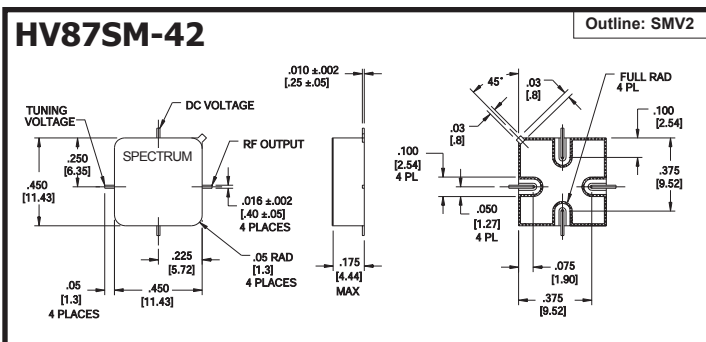 HV87SM-42
Outline: SMV2
TUNING
VOLTAGE
DC VOLTAGE
SPECTRUM
RF OUTPUT
.250
[6.35]
.450
[11.43]
.016 ±.002
[.40 ±.05]
4 PLACES
.225
[5.72]
.05 RAD
[1.3]
4 PLACES
.05
[1.3]
4 PLACES
.450
[11.43]
.010 ±.002
[.25 ±.05]
.175
[4.44]
MAX
45°
.03
[.8]
.03
[.8]
FULL RAD
4 PL
.100
[2.54]
.375
[9.52]
.100
[2.54]
4 PL
.050
[1.27]
4 PL
.075
[1.90]
.375
[9.52]